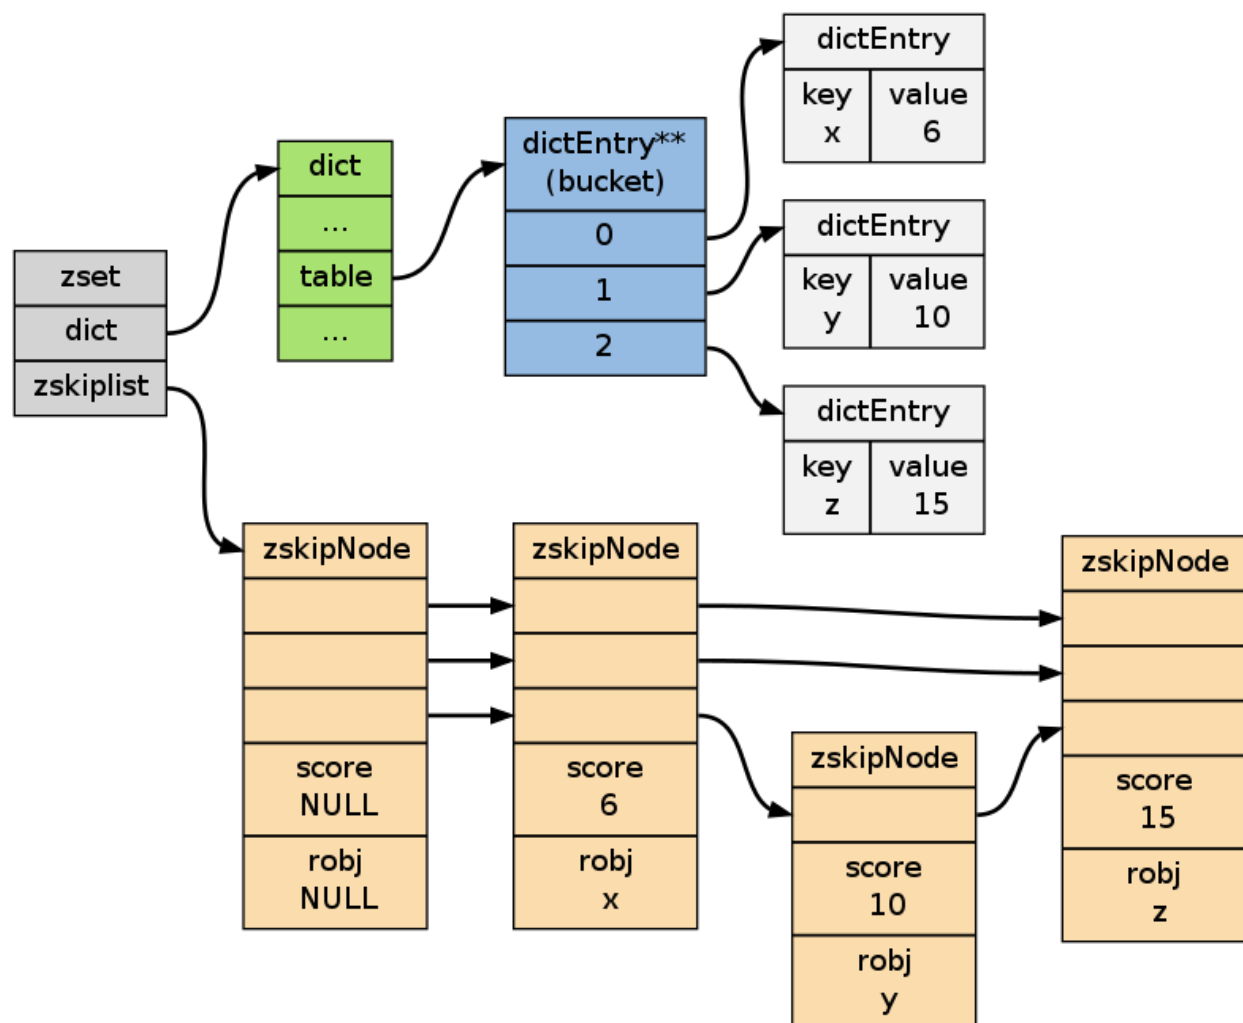 zset
dict
zskiplist
dict
...
table
...
dictEntry**
(bucket)
0
1
2
dictEntry
key
x
value
6
dictEntry
key
y
value
10
dictEntry
key
z
value
15
zskipNode
score
NULL
robj
NULL
zskipNode
score
6
robj
x
zskipNode
score
10
robj
y
zskipNode
score
15
robj
z